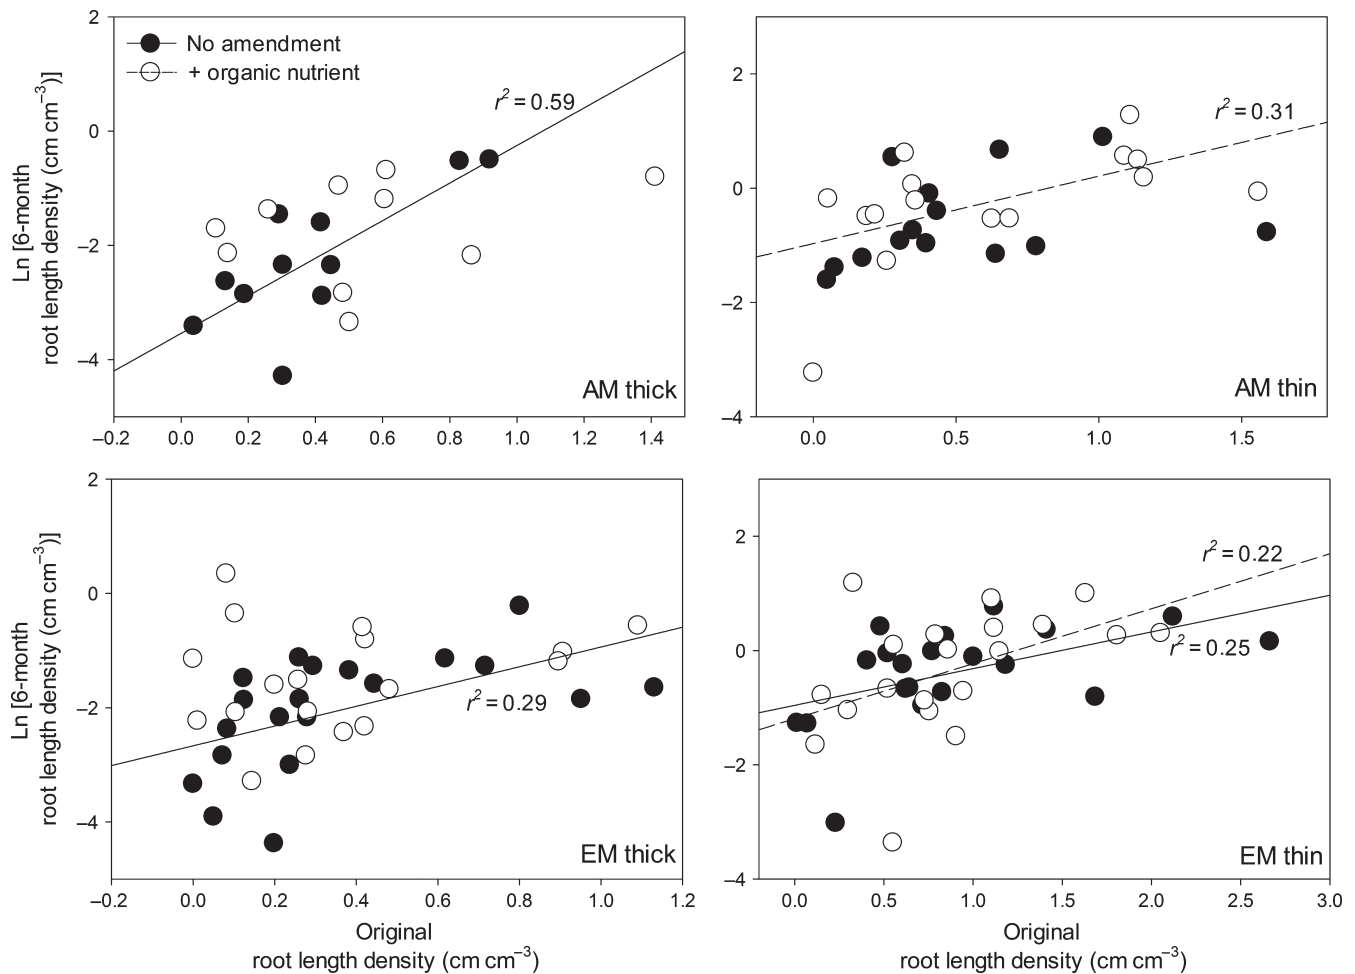 2
0
–2
–4
Ln [6-month
root length density (cm cm⁻³)]
No amendment
+ organic nutrient
r² = 0.59
AM thick
–0.2 0.0 0.2 0.4 0.6 0.8 1.0 1.2 1.4
2
0
–2
–4
r² = 0.31
AM thin
0.0 0.5 1.0 1.5
2
0
–2
–4
Ln [6-month
root length density (cm cm⁻³)]
r² = 0.29
EM thick
–0.2 0.0 0.2 0.4 0.6 0.8 1.0 1.2
Original
root length density (cm cm⁻³)
2
0
–2
–4
r² = 0.22
r² = 0.25
EM thin
0.0 0.5 1.0 1.5 2.0 2.5 3.0
Original
root length density (cm cm⁻³)